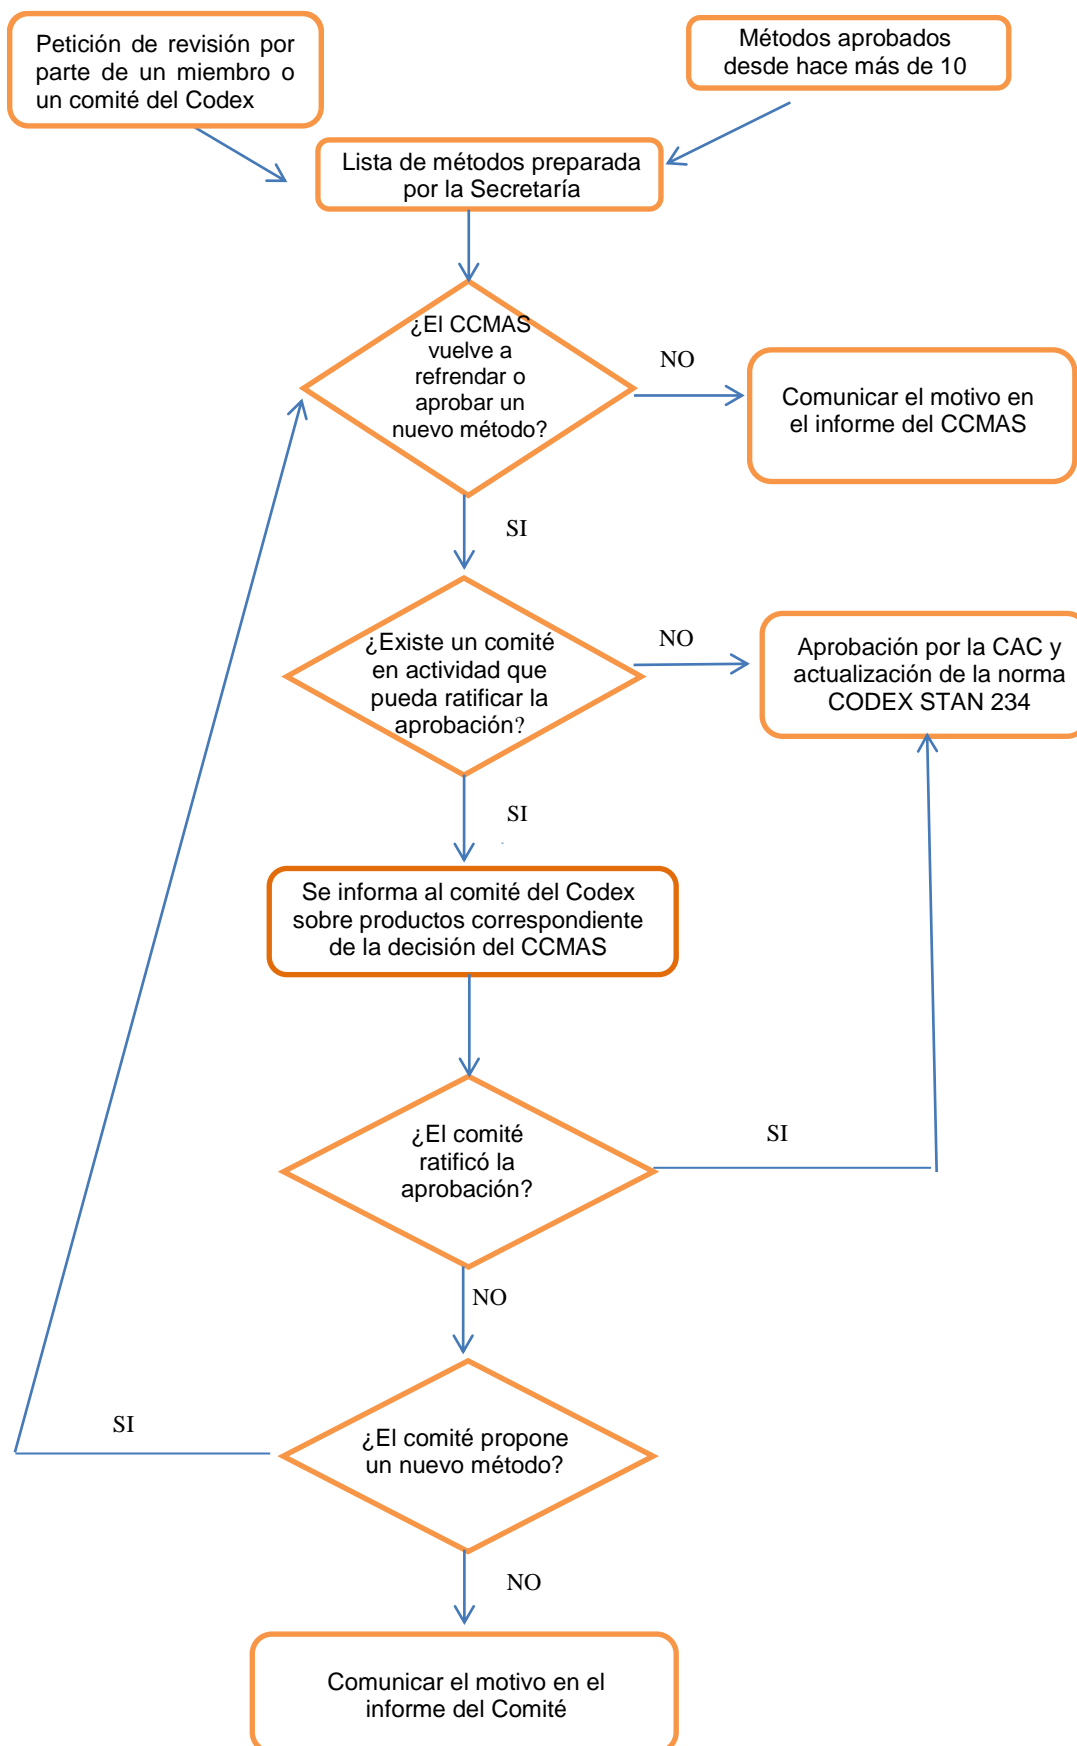 Petición de revisión por
parte de un miembro o
un comité del Codex
Métodos aprobados
desde hace más de 10
Lista de métodos preparada
por la Secretaría
¿El CCMAS
vuelve a
refrendar o
aprobar un
nuevo método?
NO
Comunicar el motivo en
el informe del CCMAS
SI
¿Existe un comité
en actividad que
pueda ratificar la
aprobación?
NO
Aprobación por la CAC y
actualización de la norma
CODEX STAN 234
SI
Se informa al comité del Codex
sobre productos correspondiente
de la decisión del CCMAS
¿El comité
ratificó la
aprobación?
SI
NO
¿El comité propone
un nuevo método?
SI
NO
Comunicar el motivo en el
informe del Comité